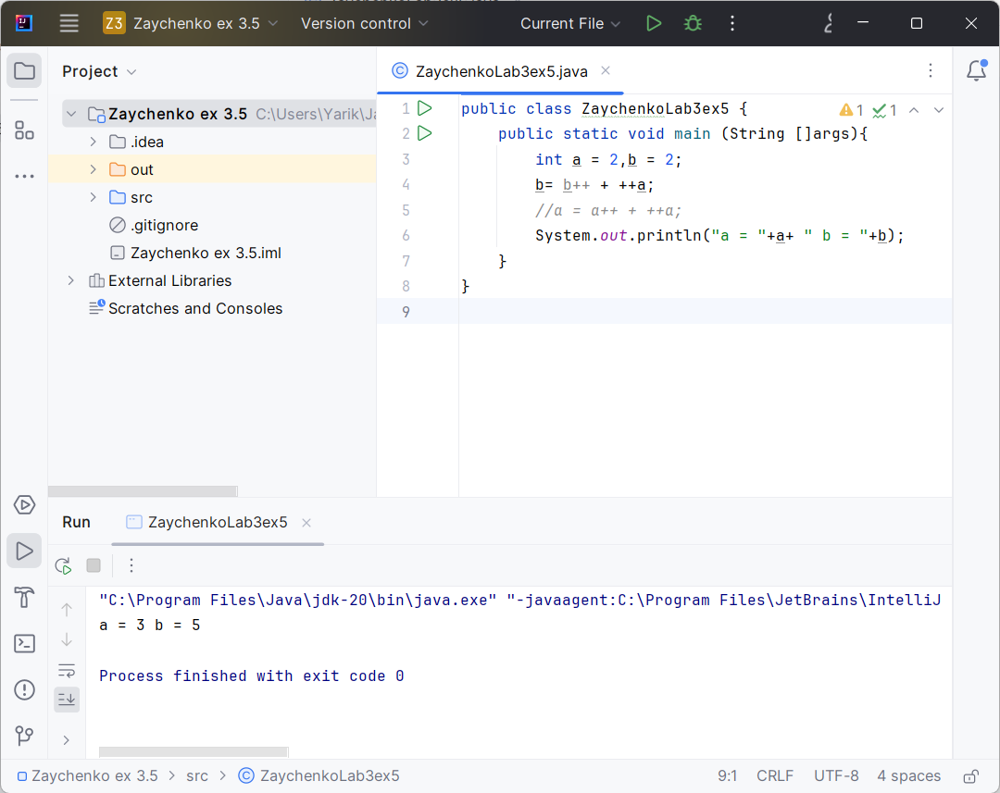 Z3 Zaychenko ex 3.5 Version control Current File
Project
Zaychenko ex 3.5 C:\Users\Yarik\
.idea
out
src
.gitignore
Zaychenko ex 3.5.iml
External Libraries
Scratches and Consoles
ZaychenkoLab3ex5.java
1 public class ZaychenkoLab3ex5 { 1 1
2 public static void main (String []args){
3 int a = 2,b = 2;
4 b= b++ + ++a;
5 //a = a++ + ++a;
6 System.out.println("a = "+a+ " b = "+b);
7 }
8 }
9
Run ZaychenkoLab3ex5
"C:\Program Files\Java\jdk-20\bin\java.exe" "-javaagent:C:\Program Files\JetBrains\IntelliJ
a = 3 b = 5
Process finished with exit code 0
Zaychenko ex 3.5 > src > ZaychenkoLab3ex5 9:1 CRLF UTF-8 4 spaces